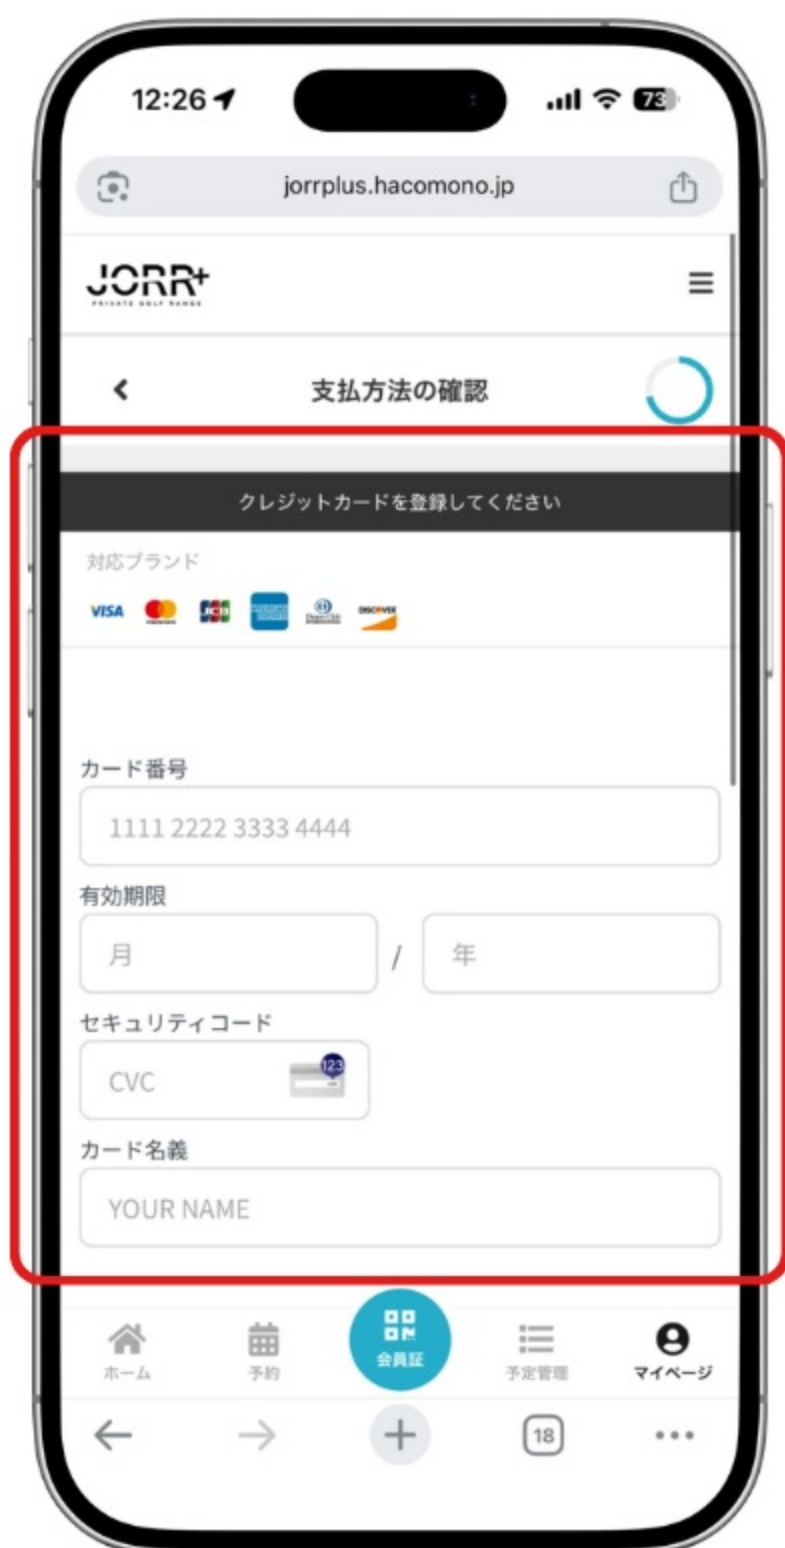 12:26
73
jorrplus.hacomono.jp
JORR+
PRIVATE GOLF RANGE
支払方法の確認
クレジットカードを登録してください
対応ブランド
VISA
JCB
DISCOVER
カード番号
1111 2222 3333 4444
有効期限
月 / 年
セキュリティコード
CVC
123
カード名義
YOUR NAME
ホーム
予約
会員証
予定管理
マイページ
18